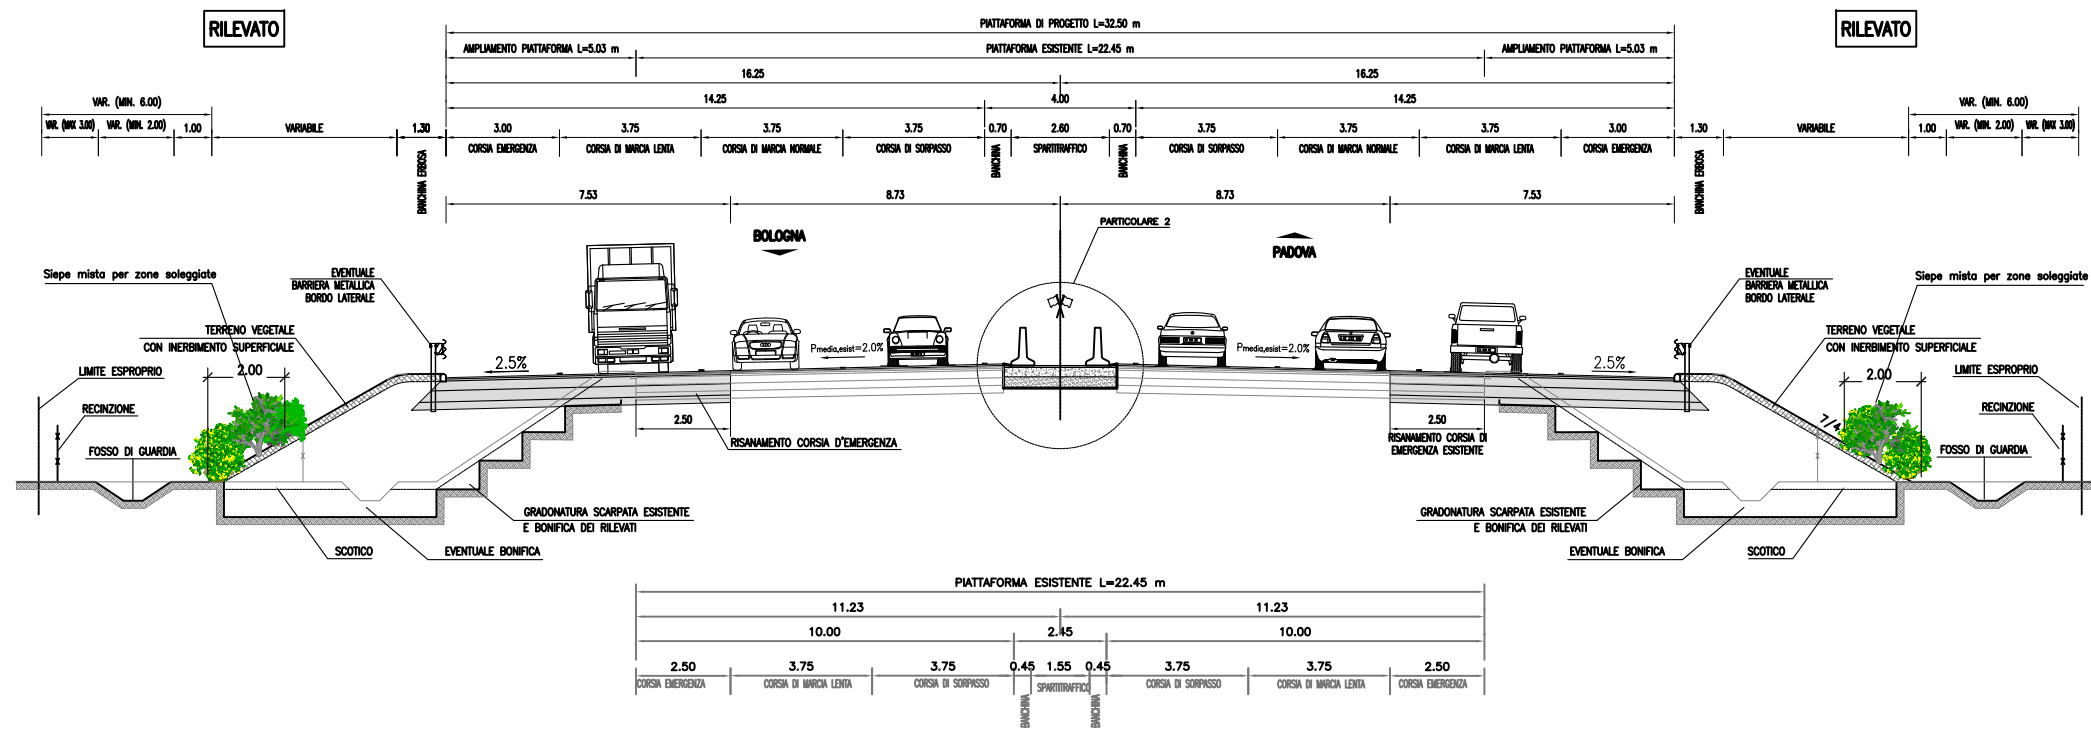 RILEVATO
RILEVATO
PIATTAFORMA DI PROGETTO L=32.50 m
AMPLIAMENTO PIATTAFORMA L=5.03 m
PIATTAFORMA ESISTENTE L=22.45 m
AMPLIAMENTO PIATTAFORMA L=5.03 m
16.25
16.25
VAR. (MIN. 6.00)
14.25
4.00
14.25
VAR. (MIN. 6.00)
VAR. (MAX 3.00)
VAR. (MIN. 2.00)
1.00
VARIABILE
1.30
3.00
3.75
3.75
3.75
0.70
2.60
0.70
3.75
3.75
3.75
3.00
1.30
VARIABILE
1.00
VAR. (MIN. 2.00)
VAR. (MAX 3.00)
BANCHINA ERBOSA
CORSIA EMERGENZA
CORSIA DI MARCIA LENTA
CORSIA DI MARCIA NORMALE
CORSIA DI SORPASSO
BANCHINA
SPARTITRAFFICO
BANCHINA
CORSIA DI SORPASSO
CORSIA DI MARCIA NORMALE
CORSIA DI MARCIA LENTA
CORSIA EMERGENZA
BANCHINA ERBOSA
7.53
8.73
8.73
7.53
PARTICOLARE 2
BOLOGNA
PADOVA
Siepe mista per zone soleggiate
EVENTUALE
BARRIERA METALLICA
BORDO LATERALE
EVENTUALE
BARRIERA METALLICA
BORDO LATERALE
Siepe mista per zone soleggiate
TERRENO VEGETALE
CON INERBIMENTO SUPERFICIALE
TERRENO VEGETALE
CON INERBIMENTO SUPERFICIALE
Pmedia,esist=2.0%
Pmedia,esist=2.0%
2.5%
2.5%
LIMITE ESPROPRIO
2.00
2.00
LIMITE ESPROPRIO
RECINZIONE
RECINZIONE
7/4
2.50
2.50
RISANAMENTO CORSIA D'EMERGENZA
RISANAMENTO CORSIA DI
EMERGENZA ESISTENTE
FOSSO DI GUARDIA
FOSSO DI GUARDIA
GRADONATURA SCARPATA ESISTENTE
E BONIFICA DEI RILEVATI
GRADONATURA SCARPATA ESISTENTE
E BONIFICA DEI RILEVATI
SCOTICO
EVENTUALE BONIFICA
EVENTUALE BONIFICA
SCOTICO
PIATTAFORMA ESISTENTE L=22.45 m
11.23
11.23
10.00
2.45
10.00
2.50
3.75
3.75
0.45
1.55
0.45
3.75
3.75
2.50
CORSIA EMERGENZA
CORSIA DI MARCIA LENTA
CORSIA DI SORPASSO
BANCHINA
SPARTITRAFFICO
BANCHINA
CORSIA DI SORPASSO
CORSIA DI MARCIA LENTA
CORSIA EMERGENZA